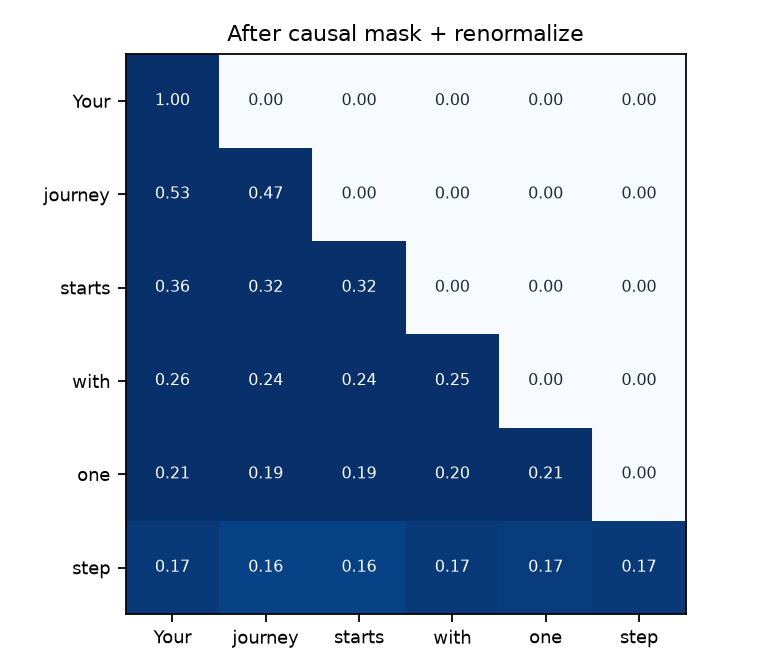 After causal mask + renormalize
Your 1.00 0.00 0.00 0.00 0.00 0.00
journey 0.53 0.47 0.00 0.00 0.00 0.00
starts 0.36 0.32 0.32 0.00 0.00 0.00
with 0.26 0.24 0.24 0.25 0.00 0.00
one 0.21 0.19 0.19 0.20 0.21 0.00
step 0.17 0.16 0.16 0.17 0.17 0.17
Your journey starts with one step